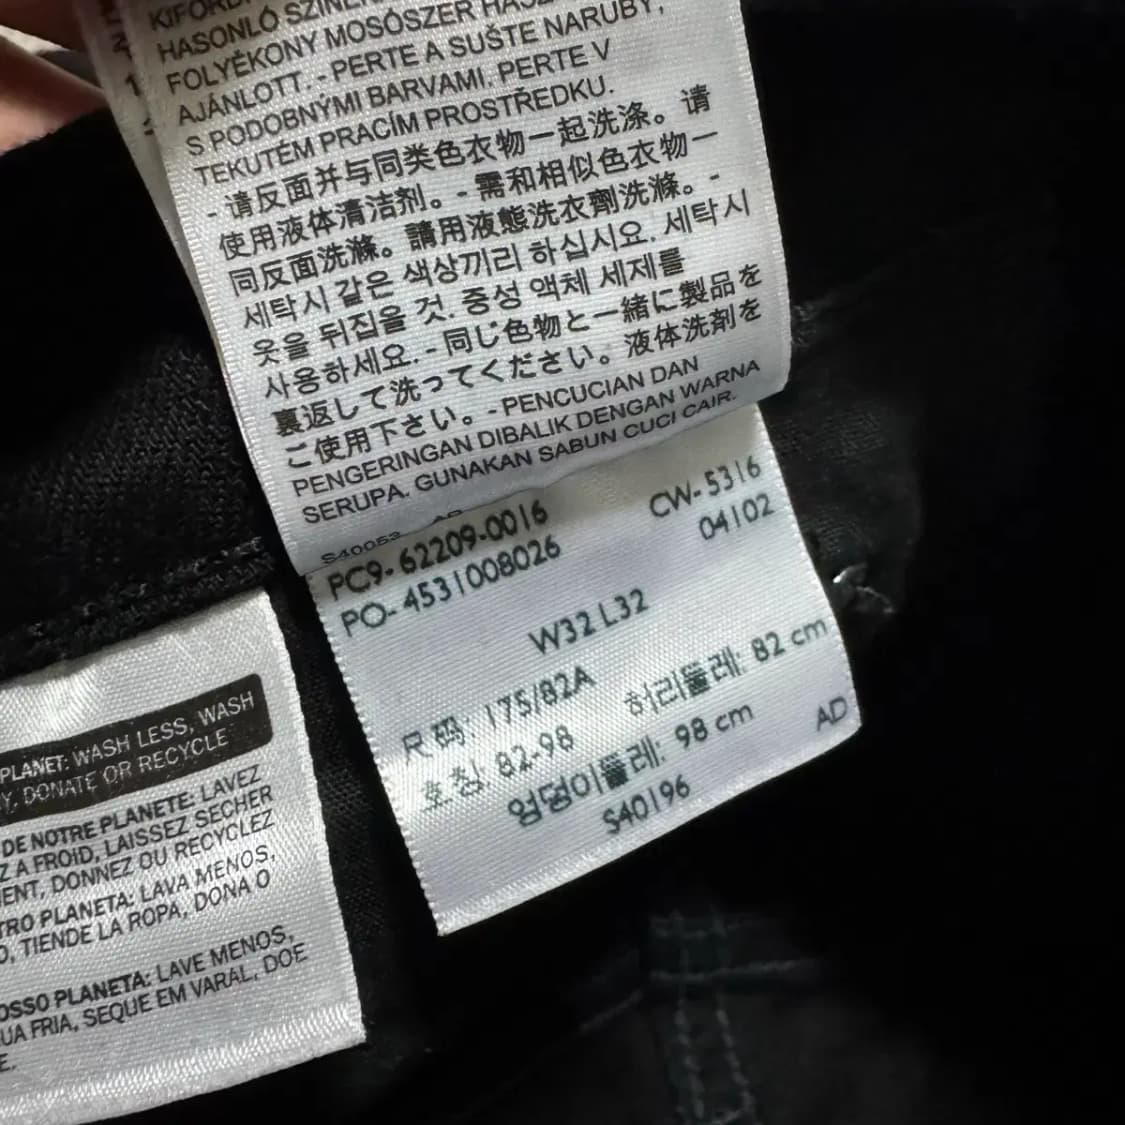 HASONLÓ SZÍNE
FOLYÉKONY MOSÓSZER HASZ
AJÁNLOTT. - PERTE A SUŠTE NARUBY,
S PODOBNÝMI BARVAMI. PERTE V
TEKUTÉM PRACÍM PROSTŘEDKU.
- 请反面并与同类色衣物一起洗涤。请
使用液体清洁剂。- 需和相似色衣物一
同反面洗滌。請用液態洗衣劑洗滌。-
세탁시 같은 색상끼리 하십시요. 세탁시
옷을 뒤집을 것. 중성 액체 세제를
사용하세요. - 同じ色物と一緒に製品を
裏返して洗ってください。液体洗剤を
ご使用下さい。- PENCUCIAN DAN
PENGERINGAN DIBALIK DENGAN WARNA
SERUPA. GUNAKAN SABUN CUCI CAIR.
PC9-62209-0016 CW-5316
PO-4531008026 04102
W32 L32
尺码: 175/82A 허리둘레: 82 cm
호칭: 82-98 엉덩이둘레: 98 cm AD
S40196
PLANET: WASH LESS, WASH
Y, DONATE OR RECYCLE
DE NOTRE PLANETE: LAVEZ
Z A FROID, LAISSEZ SECHER
MENT, DONNEZ OU RECYCLEZ
TRO PLANETA: LAVA MENOS,
O, TIENDE LA ROPA, DONA O
OSSO PLANETA: LAVE MENOS,
UA FRIA, SEQUE EM VARAL, DOE
E.